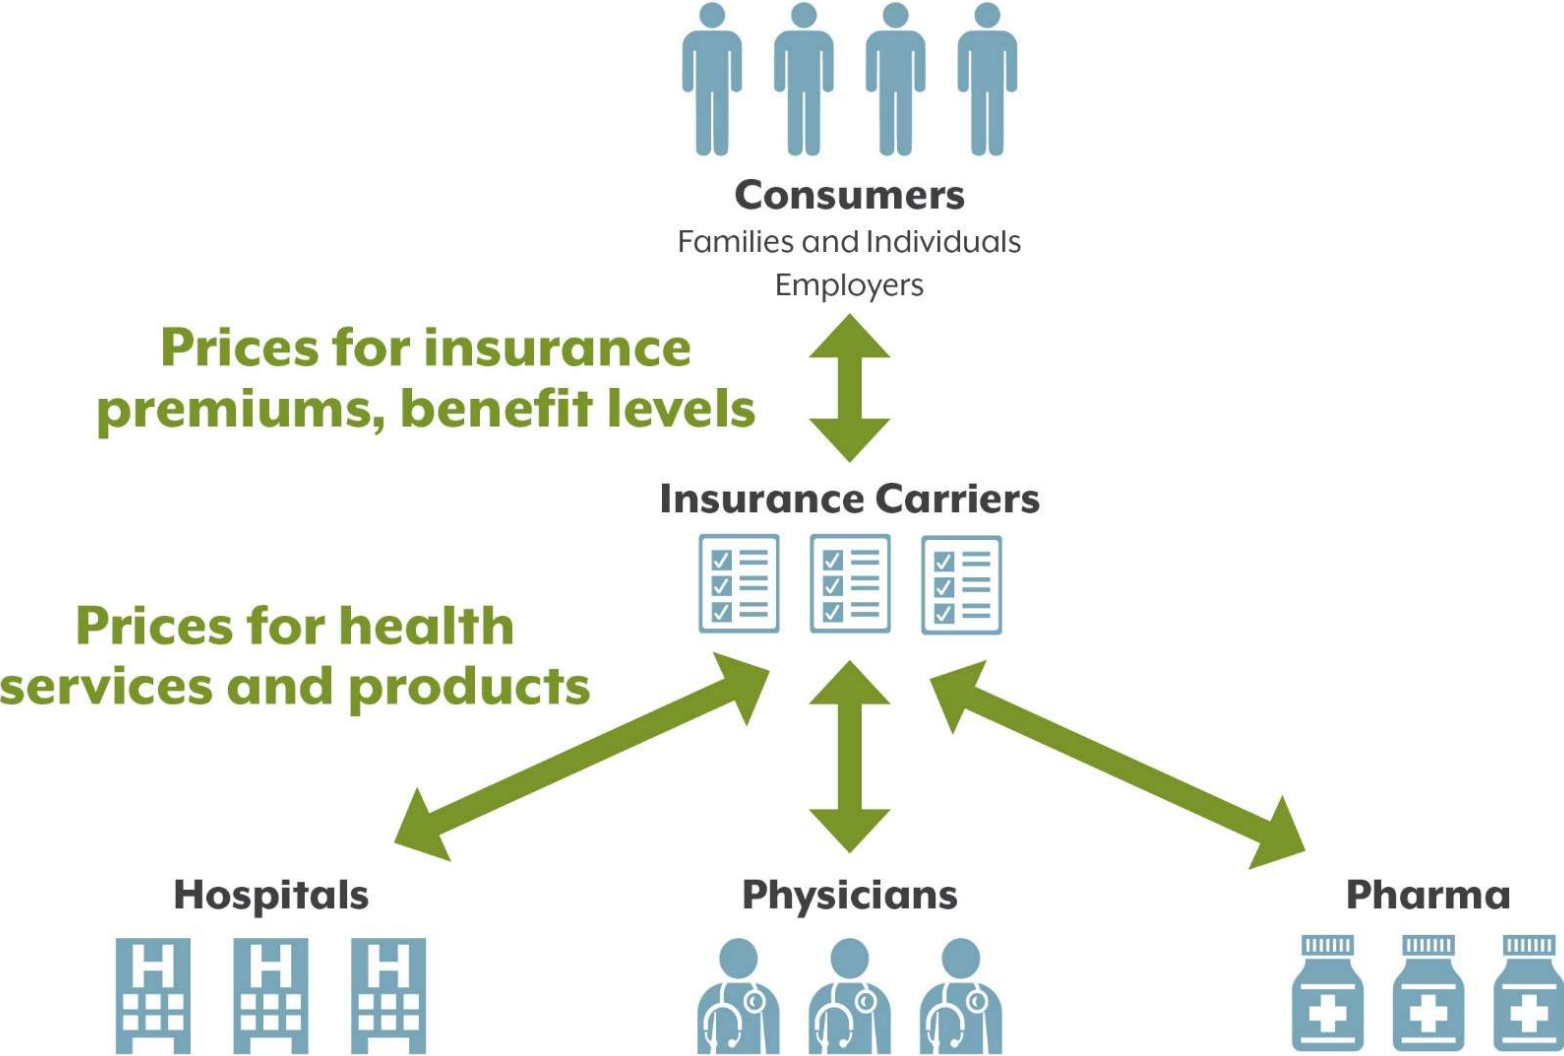 Consumers
Families and Individuals
Employers
Prices for insurance
premiums, benefit levels
Insurance Carriers
Prices for health
services and products
Hospitals
Physicians
Pharma
H
H
H